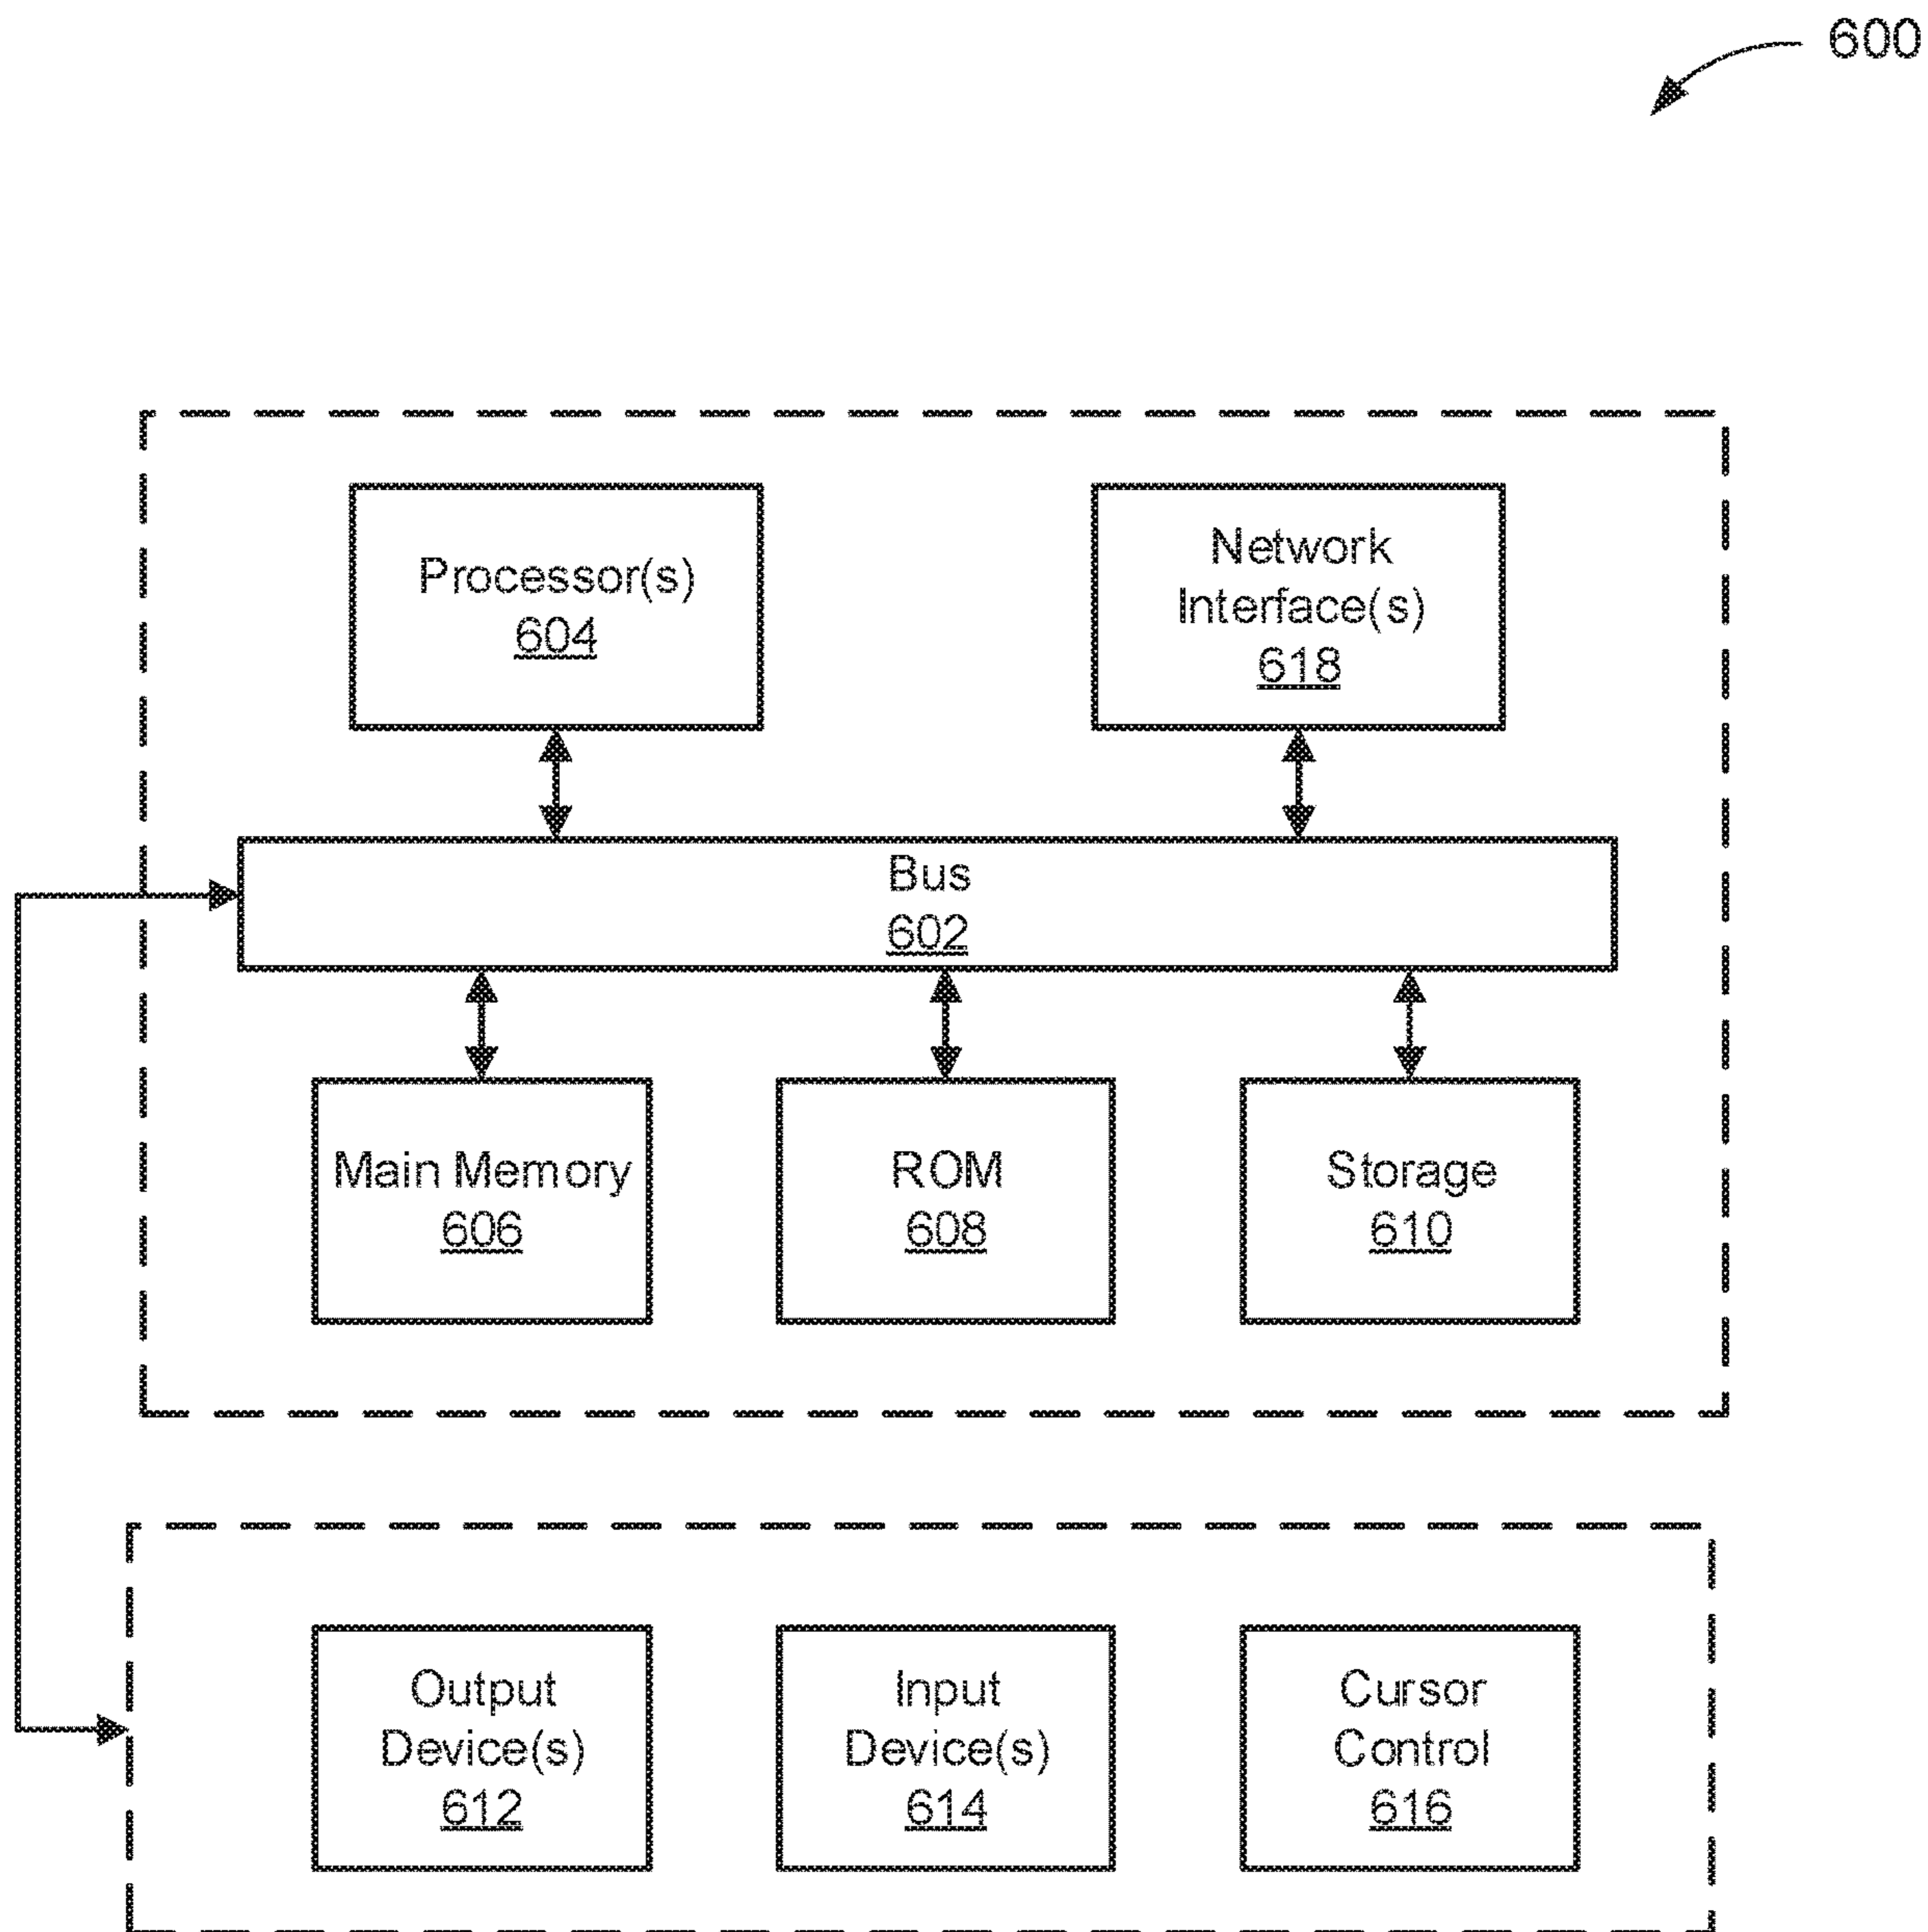 600
Processor(s)
604
Network
Interface(s)
618
Bus
602
Main Memory
606
ROM
608
Storage
610
Output
Device(s)
612
Input
Device(s)
614
Cursor
Control
616